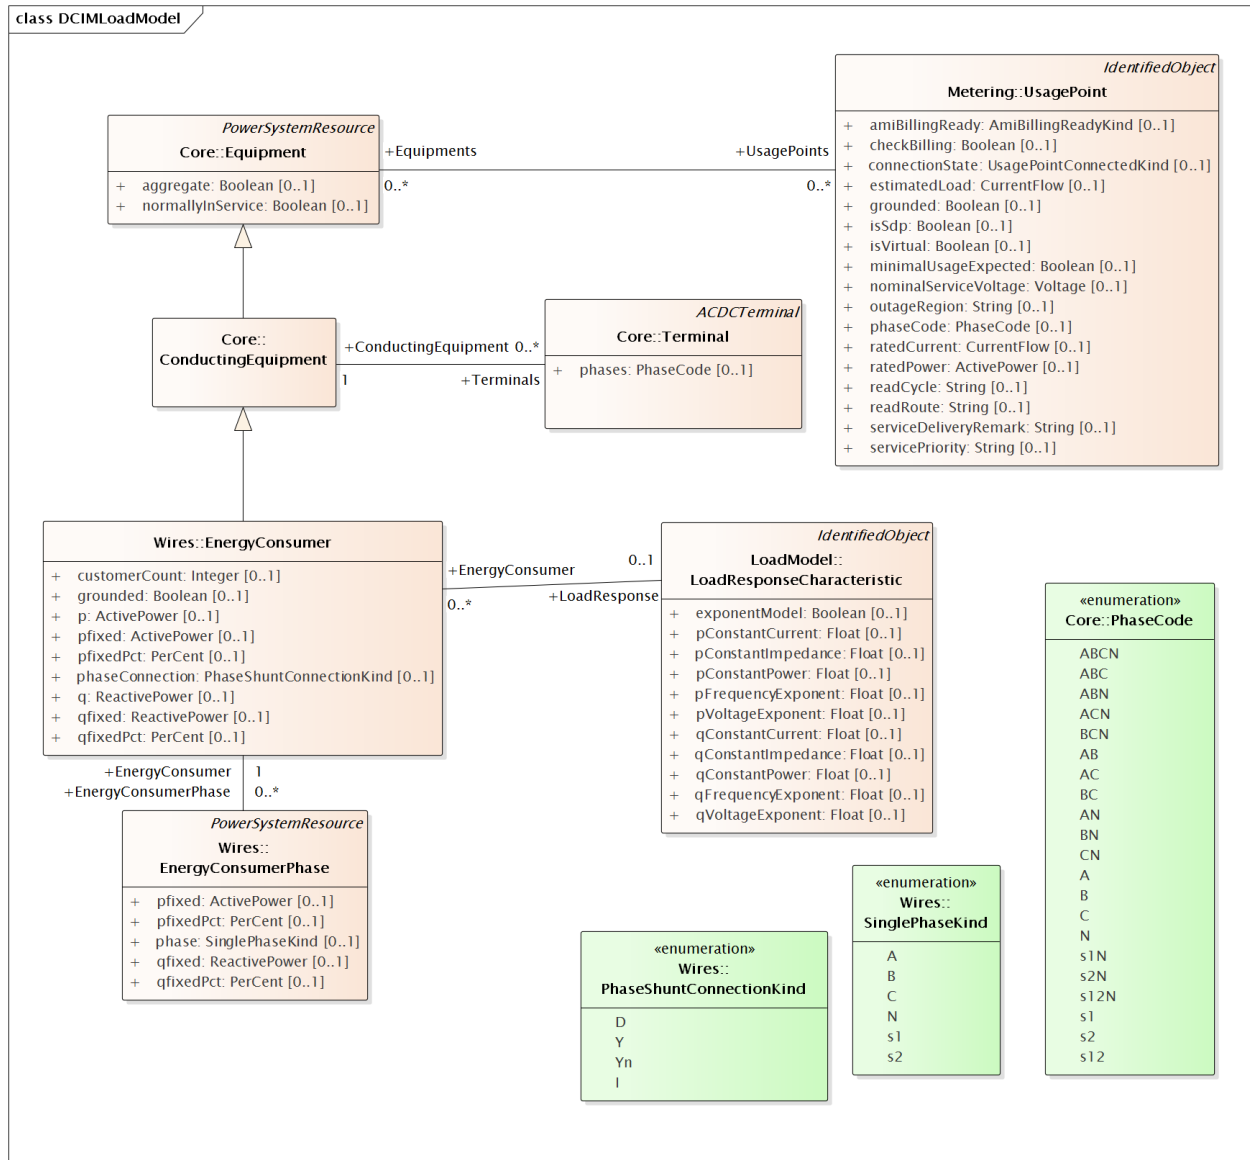 class DCIMLoadModel
IdentifiedObject
Metering::UsagePoint
+ amiBillingReady: AmiBillingReadyKind [0..1]
+ checkBilling: Boolean [0..1]
+ connectionState: UsagePointConnectedKind [0..1]
+ estimatedLoad: CurrentFlow [0..1]
+ grounded: Boolean [0..1]
+ isSdp: Boolean [0..1]
+ isVirtual: Boolean [0..1]
+ minimalUsageExpected: Boolean [0..1]
+ nominalServiceVoltage: Voltage [0..1]
+ outageRegion: String [0..1]
+ phaseCode: PhaseCode [0..1]
+ ratedCurrent: CurrentFlow [0..1]
+ ratedPower: ActivePower [0..1]
+ readCycle: String [0..1]
+ readRoute: String [0..1]
+ serviceDeliveryRemark: String [0..1]
+ servicePriority: String [0..1]
PowerSystemResource
Core::Equipment
+ aggregate: Boolean [0..1]
+ normallyInService: Boolean [0..1]
+Equipments
0..*
+UsagePoints
0..*
Core::
ConductingEquipment
+ConductingEquipment 0..*
1
+Terminals
ACDCTerminal
Core::Terminal
+ phases: PhaseCode [0..1]
Wires::EnergyConsumer
+ customerCount: Integer [0..1]
+ grounded: Boolean [0..1]
+ p: ActivePower [0..1]
+ pfixed: ActivePower [0..1]
+ pfixedPct: PerCent [0..1]
+ phaseConnection: PhaseShuntConnectionKind [0..1]
+ q: ReactivePower [0..1]
+ qfixed: ReactivePower [0..1]
+ qfixedPct: PerCent [0..1]
+EnergyConsumer
0..*
0..1
+LoadResponse
IdentifiedObject
LoadModel::
LoadResponseCharacteristic
+ exponentModel: Boolean [0..1]
+ pConstantCurrent: Float [0..1]
+ pConstantImpedance: Float [0..1]
+ pConstantPower: Float [0..1]
+ pFrequencyExponent: Float [0..1]
+ pVoltageExponent: Float [0..1]
+ qConstantCurrent: Float [0..1]
+ qConstantImpedance: Float [0..1]
+ qConstantPower: Float [0..1]
+ qFrequencyExponent: Float [0..1]
+ qVoltageExponent: Float [0..1]
+EnergyConsumer 1
+EnergyConsumerPhase 0..*
PowerSystemResource
Wires::
EnergyConsumerPhase
+ pfixed: ActivePower [0..1]
+ pfixedPct: PerCent [0..1]
+ phase: SinglePhaseKind [0..1]
+ qfixed: ReactivePower [0..1]
+ qfixedPct: PerCent [0..1]
«enumeration»
Wires::
PhaseShuntConnectionKind
D
Y
Yn
I
«enumeration»
Wires::
SinglePhaseKind
A
B
C
N
s1
s2
«enumeration»
Core::PhaseCode
ABCN
ABC
ABN
ACN
BCN
AB
AC
BC
AN
BN
CN
A
B
C
N
s1N
s2N
s12N
s1
s2
s12